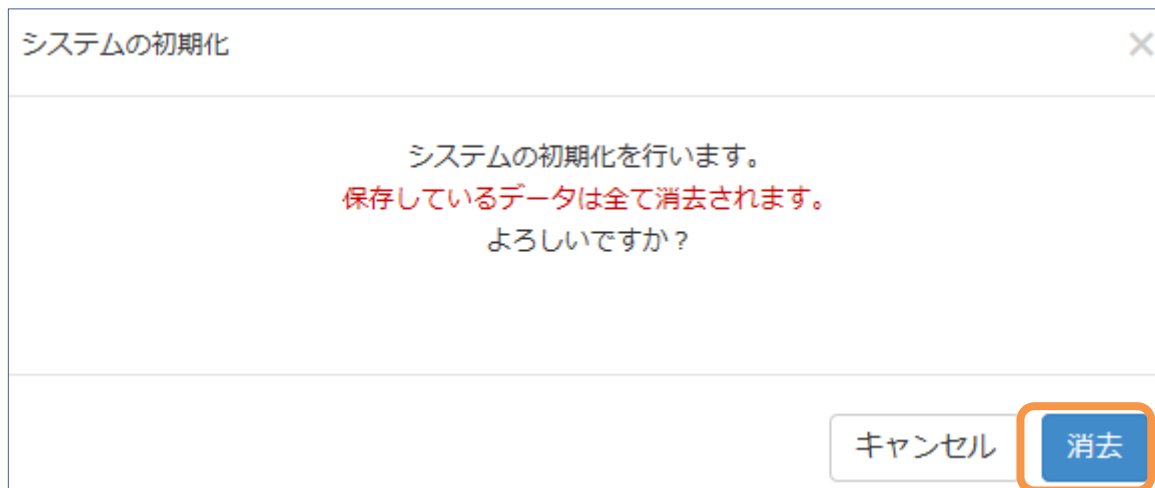 システムの初期化
システムの初期化を行います。
保存しているデータは全て消去されます。
よろしいですか？
キャンセル
消去